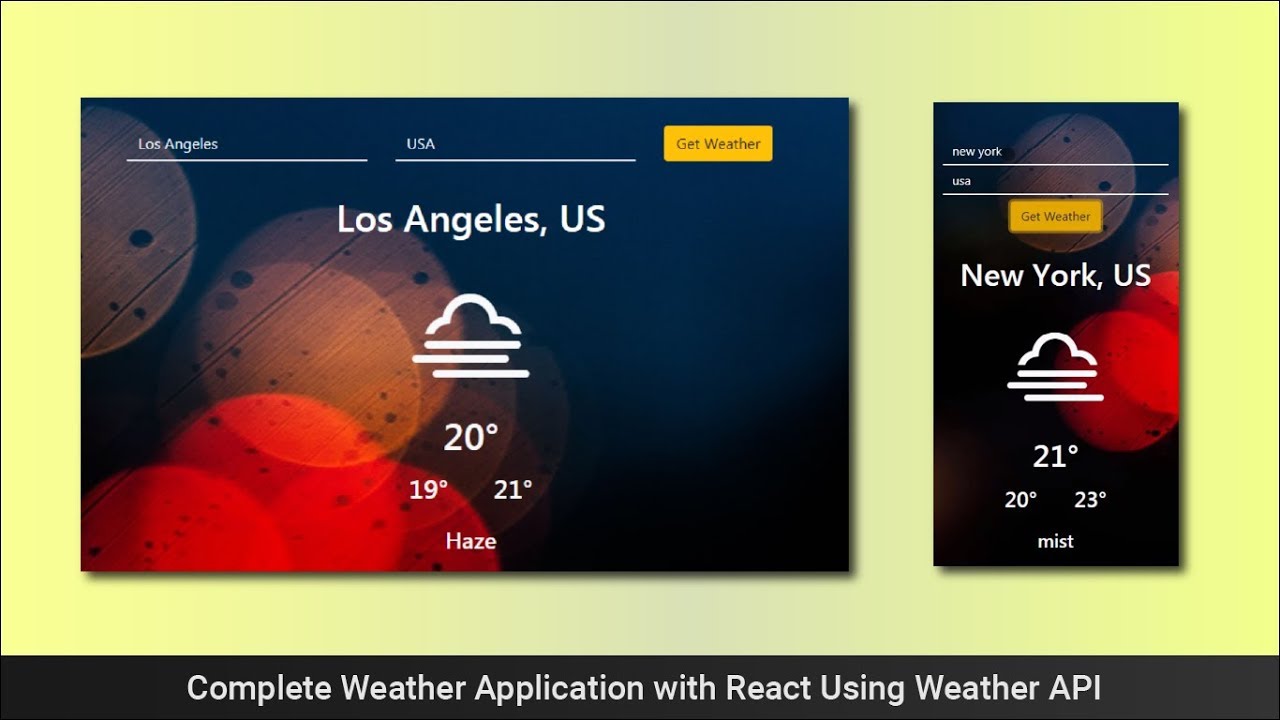 Los Angeles
USA
Get Weather
Los Angeles, US
20°
19° 21°
Haze
new york
usa
Get Weather
New York, US
21°
20° 23°
mist
Complete Weather Application with React Using Weather API